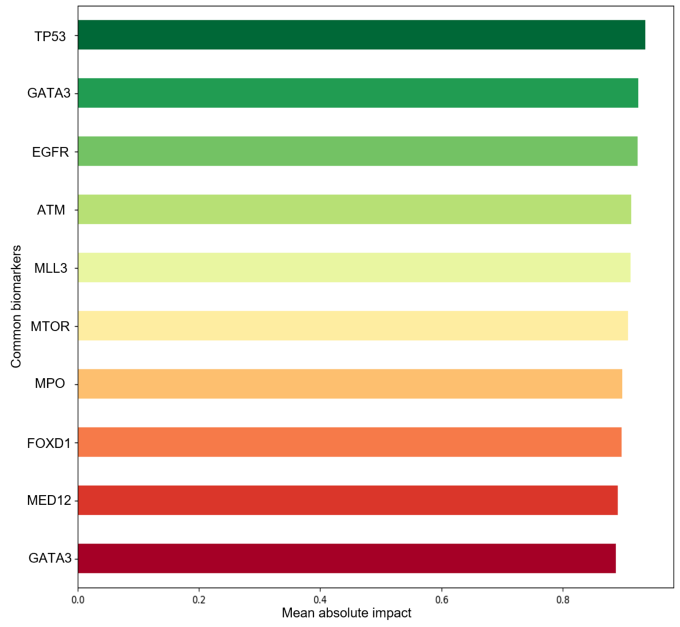 TP53
GATA3
EGFR
ATM
MLL3
MTOR
MPO
FOXD1
MED12
GATA3
Common biomarkers
0.0 0.2 0.4 0.6 0.8
Mean absolute impact